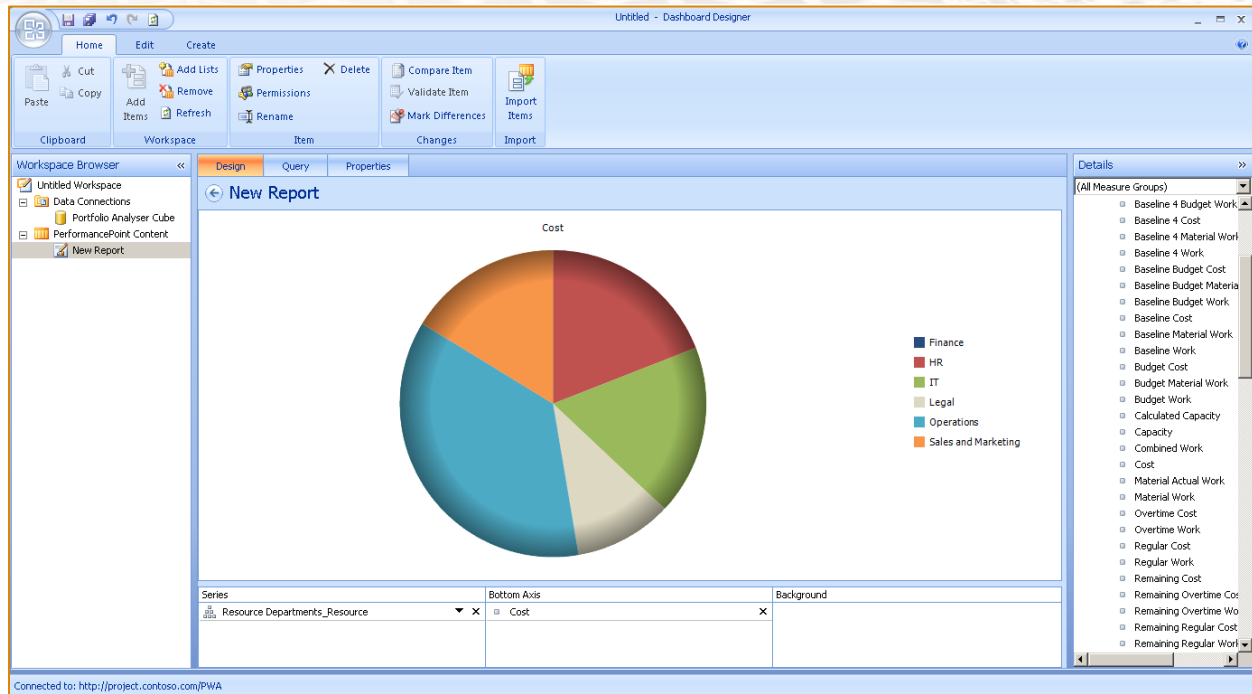 Untitled - Dashboard Designer
Home Edit Create
Paste
Cut
Copy
Clipboard
Add Items
Add Lists
Remove
Refresh
Workspace
Properties
Permissions
Rename
Delete
Item
Compare Item
Validate Item
Mark Differences
Changes
Import Items
Import
Workspace Browser
Untitled Workspace
Data Connections
Portfolio Analyser Cube
PerformancePoint Content
New Report
Design Query Properties
New Report
Cost
Finance
HR
IT
Legal
Operations
Sales and Marketing
Series
Resource Departments_Resource
Bottom Axis
Cost
Background
Details
(All Measure Groups)
Baseline 4 Budget Work
Baseline 4 Cost
Baseline 4 Material Work
Baseline 4 Work
Baseline Budget Cost
Baseline Budget Materia
Baseline Budget Work
Baseline Cost
Baseline Material Work
Baseline Work
Budget Cost
Budget Material Work
Budget Work
Calculated Capacity
Capacity
Combined Work
Cost
Material Actual Work
Material Work
Overtime Cost
Overtime Work
Regular Cost
Regular Work
Remaining Cost
Remaining Overtime Cos
Remaining Overtime Wo
Remaining Regular Cost
Remaining Regular Work
Connected to: http://project.contoso.com/PWA